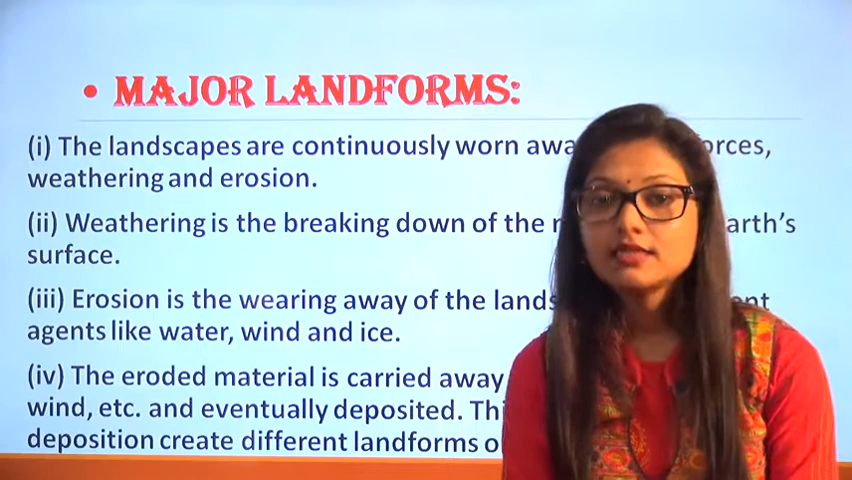 • MAJOR LANDFORMS:
(i) The landscapes are continuously worn orces,
weathering and erosion.
(ii) Weathering is the breaking down of the arth's
surface.
(iii) Erosion is the wearing away of the
agents like water, wind and ice.
(iv) The eroded material is carried away
wind, etc. and eventually deposited.
deposition create different landforms